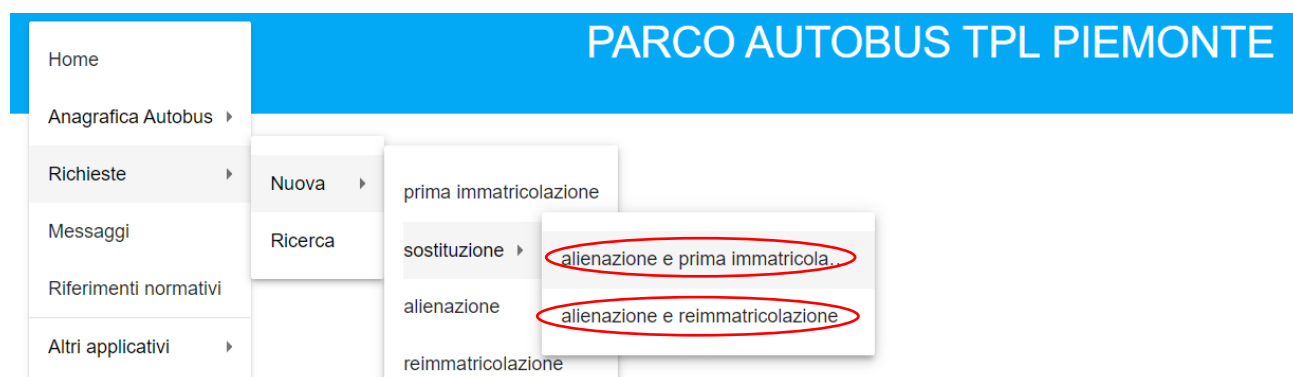 PARCO AUTOBUS TPL PIEMONTE
Home
Anagrafica Autobus
Richieste
Messaggi
Riferimenti normativi
Altri applicativi
Nuova
Ricerca
prima immatricolazione
sostituzione
alienazione
reimmatricolazione
alienazione e prima immatricola...
alienazione e reimmatricolazione